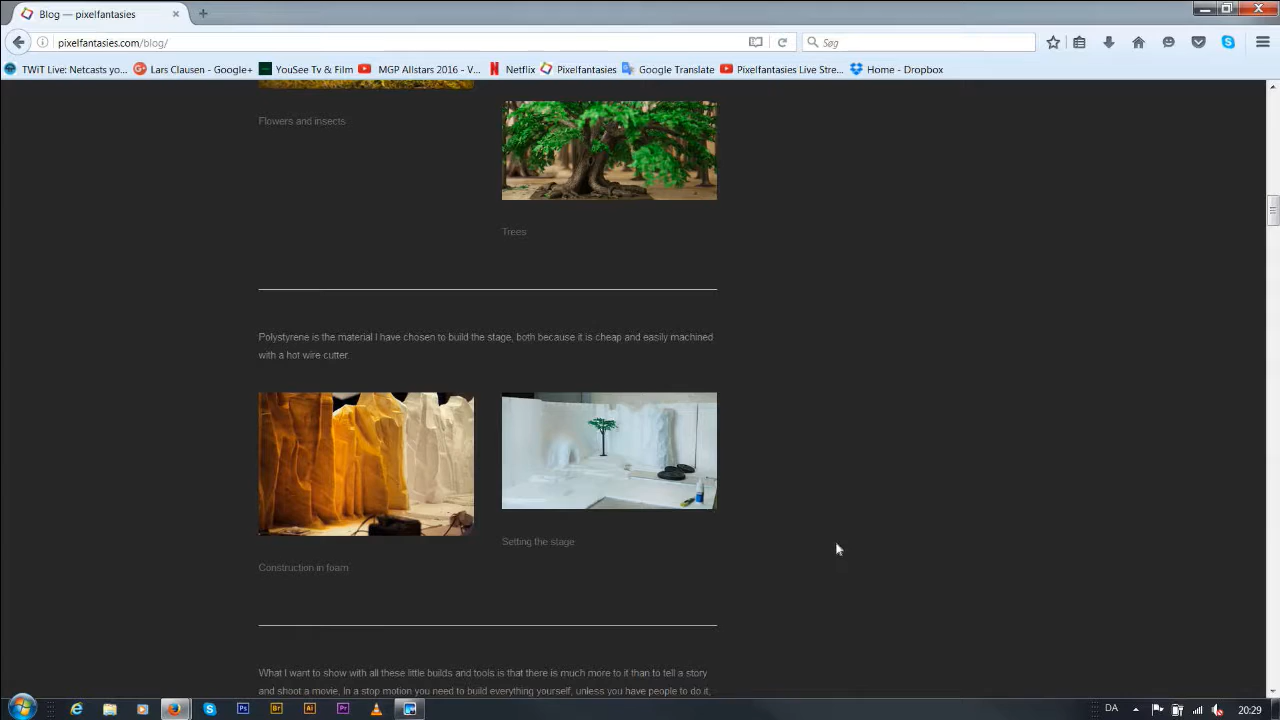 Blog — pixelfantasies
pixelfantasies.com/blog/
Søg
TWiT Live: Netcasts yo...
Lars Clausen - Google+
YouSee Tv & Film
MGP Allstars 2016 - V...
Netflix
Pixelfantasies
Google Translate
Pixelfantasies Live Stre...
Home - Dropbox
Flowers and insects
Trees
Polystyrene is the material I have chosen to build the stage, both because it is cheap and easily machined
with a hot wire cutter.
Setting the stage
Construction in foam
What I want to show with all these little builds and tools is that there is much more to it than to tell a story
and shoot a movie, In a stop motion you need to build everything yourself, unless you have people to do it,
Ps
Br
Ai
Pr
DA
20:29